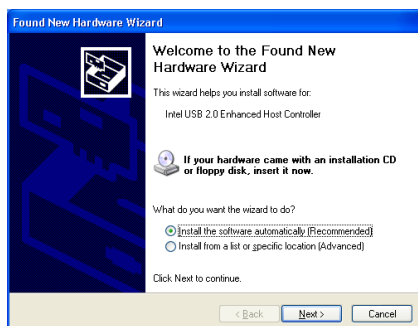 Found New Hardware Wizard
Welcome to the Found New
Hardware Wizard
This wizard helps you install software for:
Intel USB 2.0 Enhanced Host Controller
If your hardware came with an installation CD
or floppy disk, insert it now.
What do you want the wizard to do?
Install the software automatically (Recommended)
Install from a list or specific location (Advanced)
Click Next to continue.
< Back
Next >
Cancel